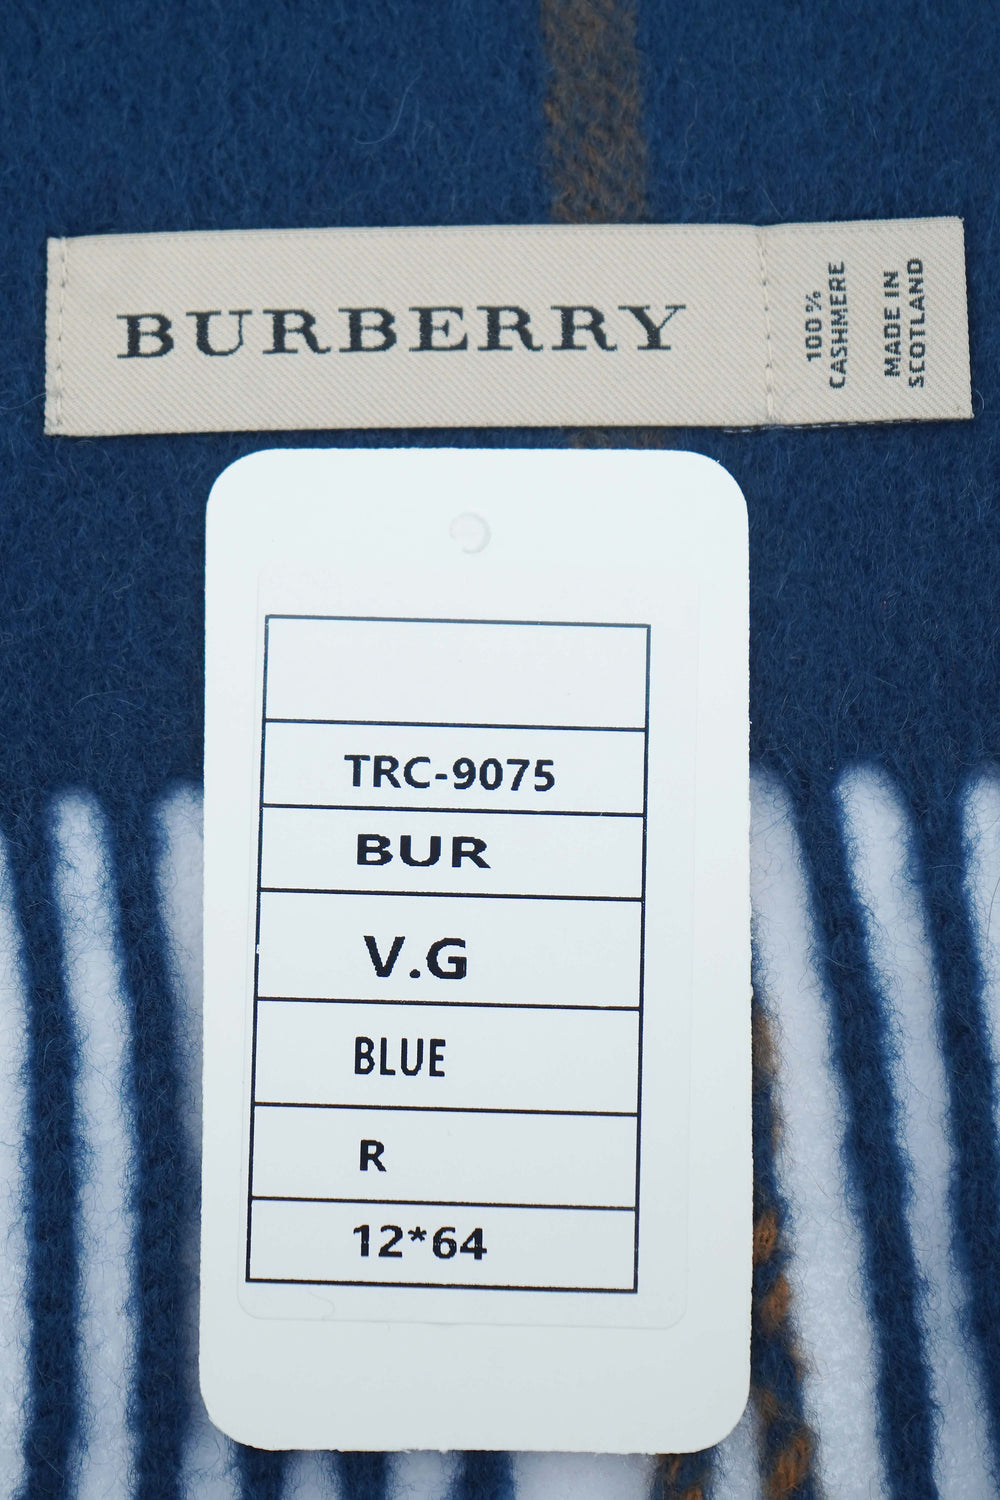 BURBERRY
100%
CASHMERE
MADE IN
SCOTLAND
TRC-9075
BUR
V.G
BLUE
R
12*64